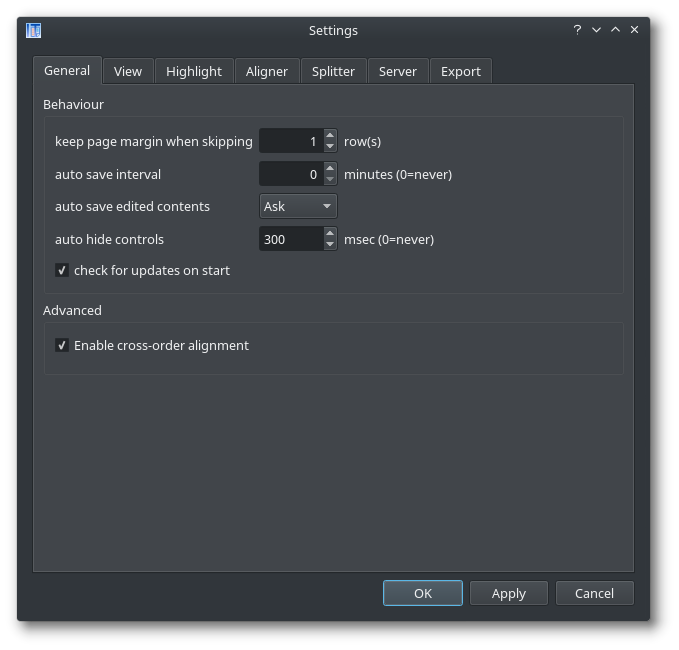 Settings
General View Highlight Aligner Splitter Server Export
Behaviour
keep page margin when skipping 1 row(s)
auto save interval 0 minutes (0=never)
auto save edited contents Ask
auto hide controls 300 msec (0=never)
check for updates on start
Advanced
Enable cross-order alignment
OK Apply Cancel